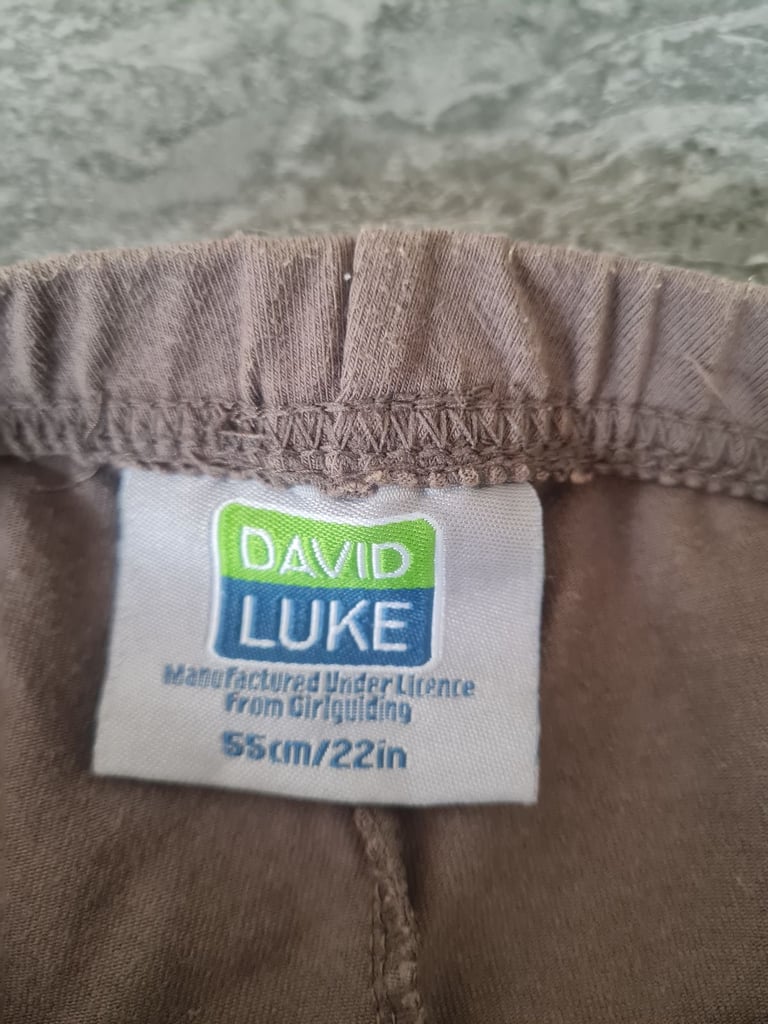 DAVID
LUKE
Manufactured Under Licence
From Girlguiding
55cm/22in